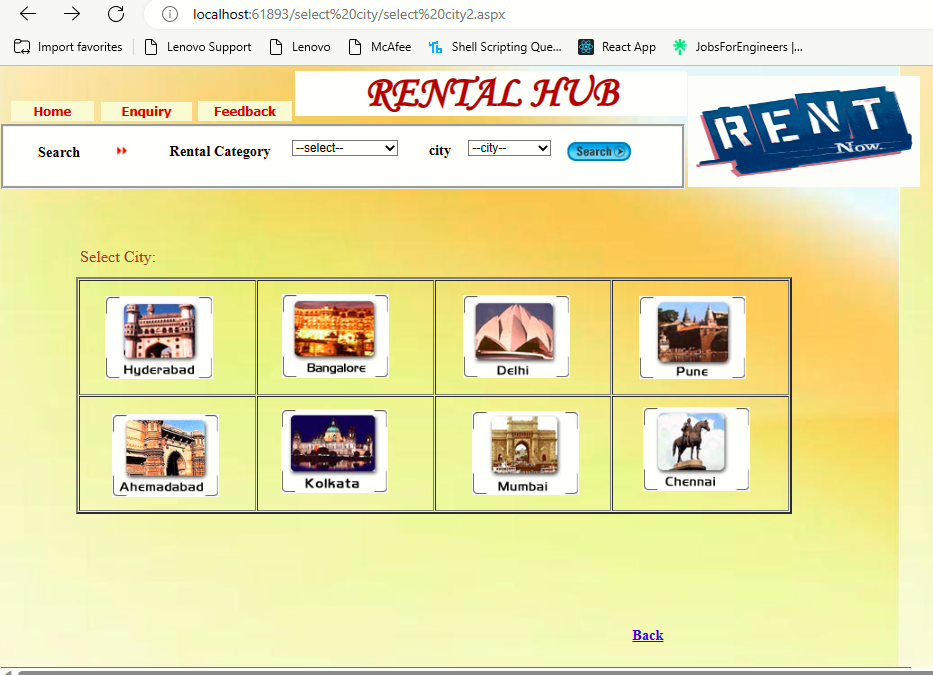 localhost:61893/select%20city/select%20city2.aspx
Import favorites Lenovo Support Lenovo McAfee Shell Scripting Que... React App JobsForEngineers |...
RENTAL HUB
RENT
Now...
Home Enquiry Feedback
Search Rental Category --select-- city --city-- Search
Select City:
Hyderabad Bangalore Delhi Pune
Ahemadabad Kolkata Mumbai Chennai
Back